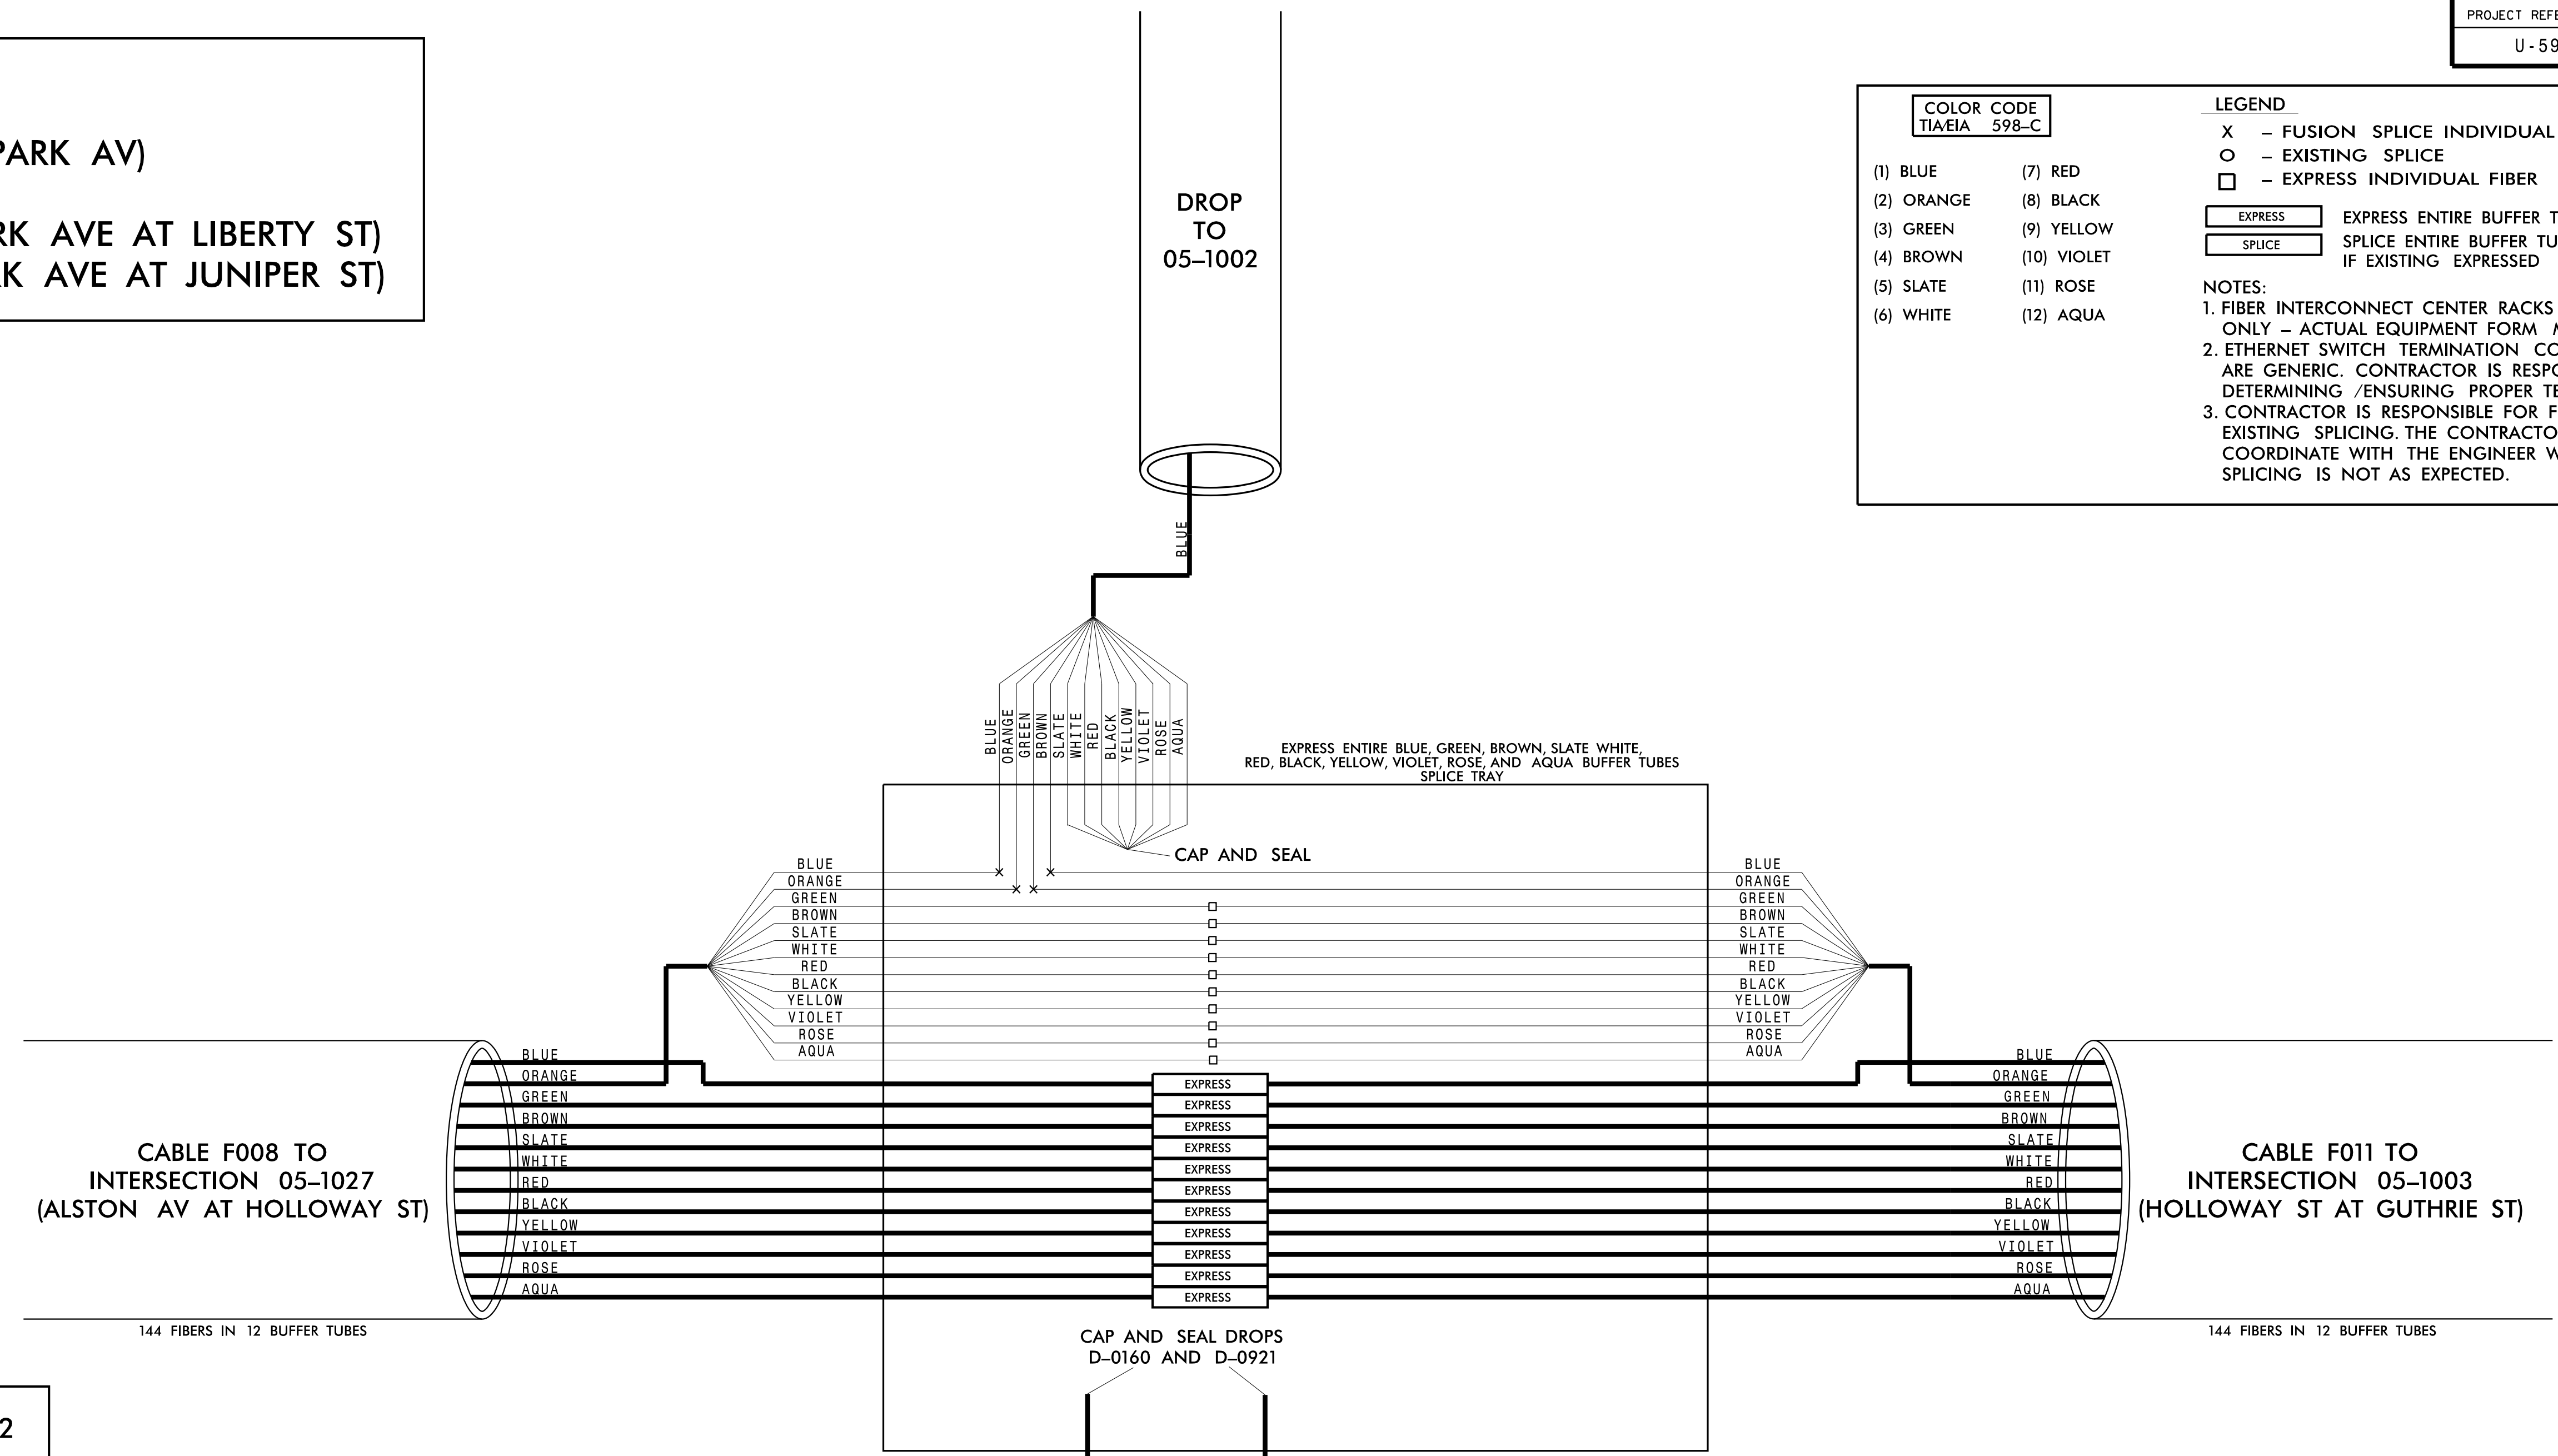 PARK AV)
RK AVE AT LIBERTY ST)
RK AVE AT JUNIPER ST)
DROP
TO
05–1002
BLUE
PROJECT REFE
U-59
COLOR CODE
TIA/EIA 598–C
(1) BLUE
(2) ORANGE
(3) GREEN
(4) BROWN
(5) SLATE
(6) WHITE
(7) RED
(8) BLACK
(9) YELLOW
(10) VIOLET
(11) ROSE
(12) AQUA
LEGEND
X – FUSION SPLICE INDIVIDUAL
O – EXISTING SPLICE
– EXPRESS INDIVIDUAL FIBER
EXPRESS EXPRESS ENTIRE BUFFER T
SPLICE SPLICE ENTIRE BUFFER TU
IF EXISTING EXPRESSED
NOTES:
1. FIBER INTERCONNECT CENTER RACKS
ONLY – ACTUAL EQUIPMENT FORM M
2. ETHERNET SWITCH TERMINATION CO
ARE GENERIC. CONTRACTOR IS RESPO
DETERMINING /ENSURING PROPER TE
3. CONTRACTOR IS RESPONSIBLE FOR F
EXISTING SPLICING. THE CONTRACTO
COORDINATE WITH THE ENGINEER W
SPLICING IS NOT AS EXPECTED.
BLUE
ORANGE
GREEN
BROWN
SLATE
WHITE
RED
BLACK
YELLOW
VIOLET
ROSE
AQUA
EXPRESS ENTIRE BLUE, GREEN, BROWN, SLATE WHITE,
RED, BLACK, YELLOW, VIOLET, ROSE, AND AQUA BUFFER TUBES
SPLICE TRAY
CAP AND SEAL
BLUE
ORANGE
GREEN
BROWN
SLATE
WHITE
RED
BLACK
YELLOW
VIOLET
ROSE
AQUA
BLUE
ORANGE
GREEN
BROWN
SLATE
WHITE
RED
BLACK
YELLOW
VIOLET
ROSE
AQUA
CABLE F008 TO
INTERSECTION 05–1027
(ALSTON AV AT HOLLOWAY ST)
144 FIBERS IN 12 BUFFER TUBES
BLUE
ORANGE
GREEN
BROWN
SLATE
WHITE
RED
BLACK
YELLOW
VIOLET
ROSE
AQUA
EXPRESS
EXPRESS
EXPRESS
EXPRESS
EXPRESS
EXPRESS
EXPRESS
EXPRESS
EXPRESS
EXPRESS
EXPRESS
BLUE
ORANGE
GREEN
BROWN
SLATE
WHITE
RED
BLACK
YELLOW
VIOLET
ROSE
AQUA
CABLE F011 TO
INTERSECTION 05–1003
(HOLLOWAY ST AT GUTHRIE ST)
144 FIBERS IN 12 BUFFER TUBES
CAP AND SEAL DROPS
D–0160 AND D–0921
2